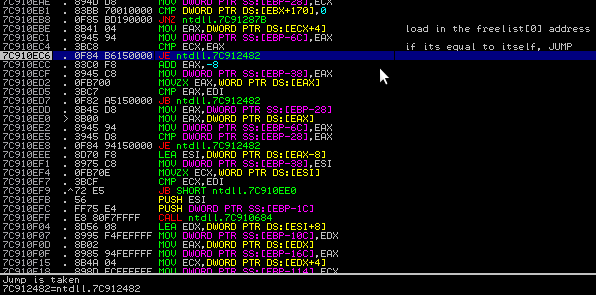 7C910EAE . 894D D8 MOV DWORD PTR SS:[EBP-28],ECX
7C910EB1 . 83BB 70010000 CMP DWORD PTR DS:[EBX+170],0
7C910EB8 . 0F85 BD190000 JNZ ntdll.7C91287B
7C910EBE . 8B41 04 MOV EAX,DWORD PTR DS:[ECX+4] load in the freelist[0] address
7C910EC1 . 8945 94 MOV DWORD PTR SS:[EBP-6C],EAX
7C910EC4 . 3BC8 CMP ECX,EAX if its equal to itself, JUMP
7C910EC6 . 0F84 B6150000 JE ntdll.7C912482
7C910ECC . 83C0 F8 ADD EAX,-8
7C910ECF . 8945 C8 MOV DWORD PTR SS:[EBP-38],EAX
7C910ED2 . 0FB700 MOVZX EAX,WORD PTR DS:[EAX]
7C910ED5 . 3BC7 CMP EAX,EDI
7C910ED7 . 0F82 A5150000 JB ntdll.7C912482
7C910EDD . 8B45 D8 MOV EAX,DWORD PTR SS:[EBP-28]
7C910EE0 > 8B00 MOV EAX,DWORD PTR DS:[EAX]
7C910EE2 . 8945 94 MOV DWORD PTR SS:[EBP-6C],EAX
7C910EE5 . 8945 D8 MOV DWORD PTR SS:[EBP-28],EAX
7C910EE8 . 0F84 94150000 JE ntdll.7C912482
7C910EEE . 8D70 F8 LEA ESI,DWORD PTR DS:[EAX-8]
7C910EF1 . 8975 C8 MOV DWORD PTR SS:[EBP-38],ESI
7C910EF4 . 0FB70E MOVZX ECX,WORD PTR DS:[ESI]
7C910EF7 . 3BCF CMP ECX,EDI
7C910EF9 .^72 E5 JB SHORT ntdll.7C910EE0
7C910EFB . 56 PUSH ESI
7C910EFC . FF75 E4 PUSH DWORD PTR SS:[EBP-1C]
7C910EFF . E8 80F7FFFF CALL ntdll.7C910684
7C910F04 . 8D56 08 LEA EDX,DWORD PTR DS:[ESI+8]
7C910F07 . 8995 F4FEFFFF MOV DWORD PTR SS:[EBP-10C],EDX
7C910F0D . 8B02 MOV EAX,DWORD PTR DS:[EDX]
7C910F0F . 8985 94FEFFFF MOV DWORD PTR SS:[EBP-16C],EAX
7C910F15 . 8B4A 04 MOV ECX,DWORD PTR DS:[EDX+4]
7C910F18 . 898D ECFEFFFF MOV DWORD PTR SS:[EBP-114],ECX
Jump is taken
7C912482=ntdll.7C912482